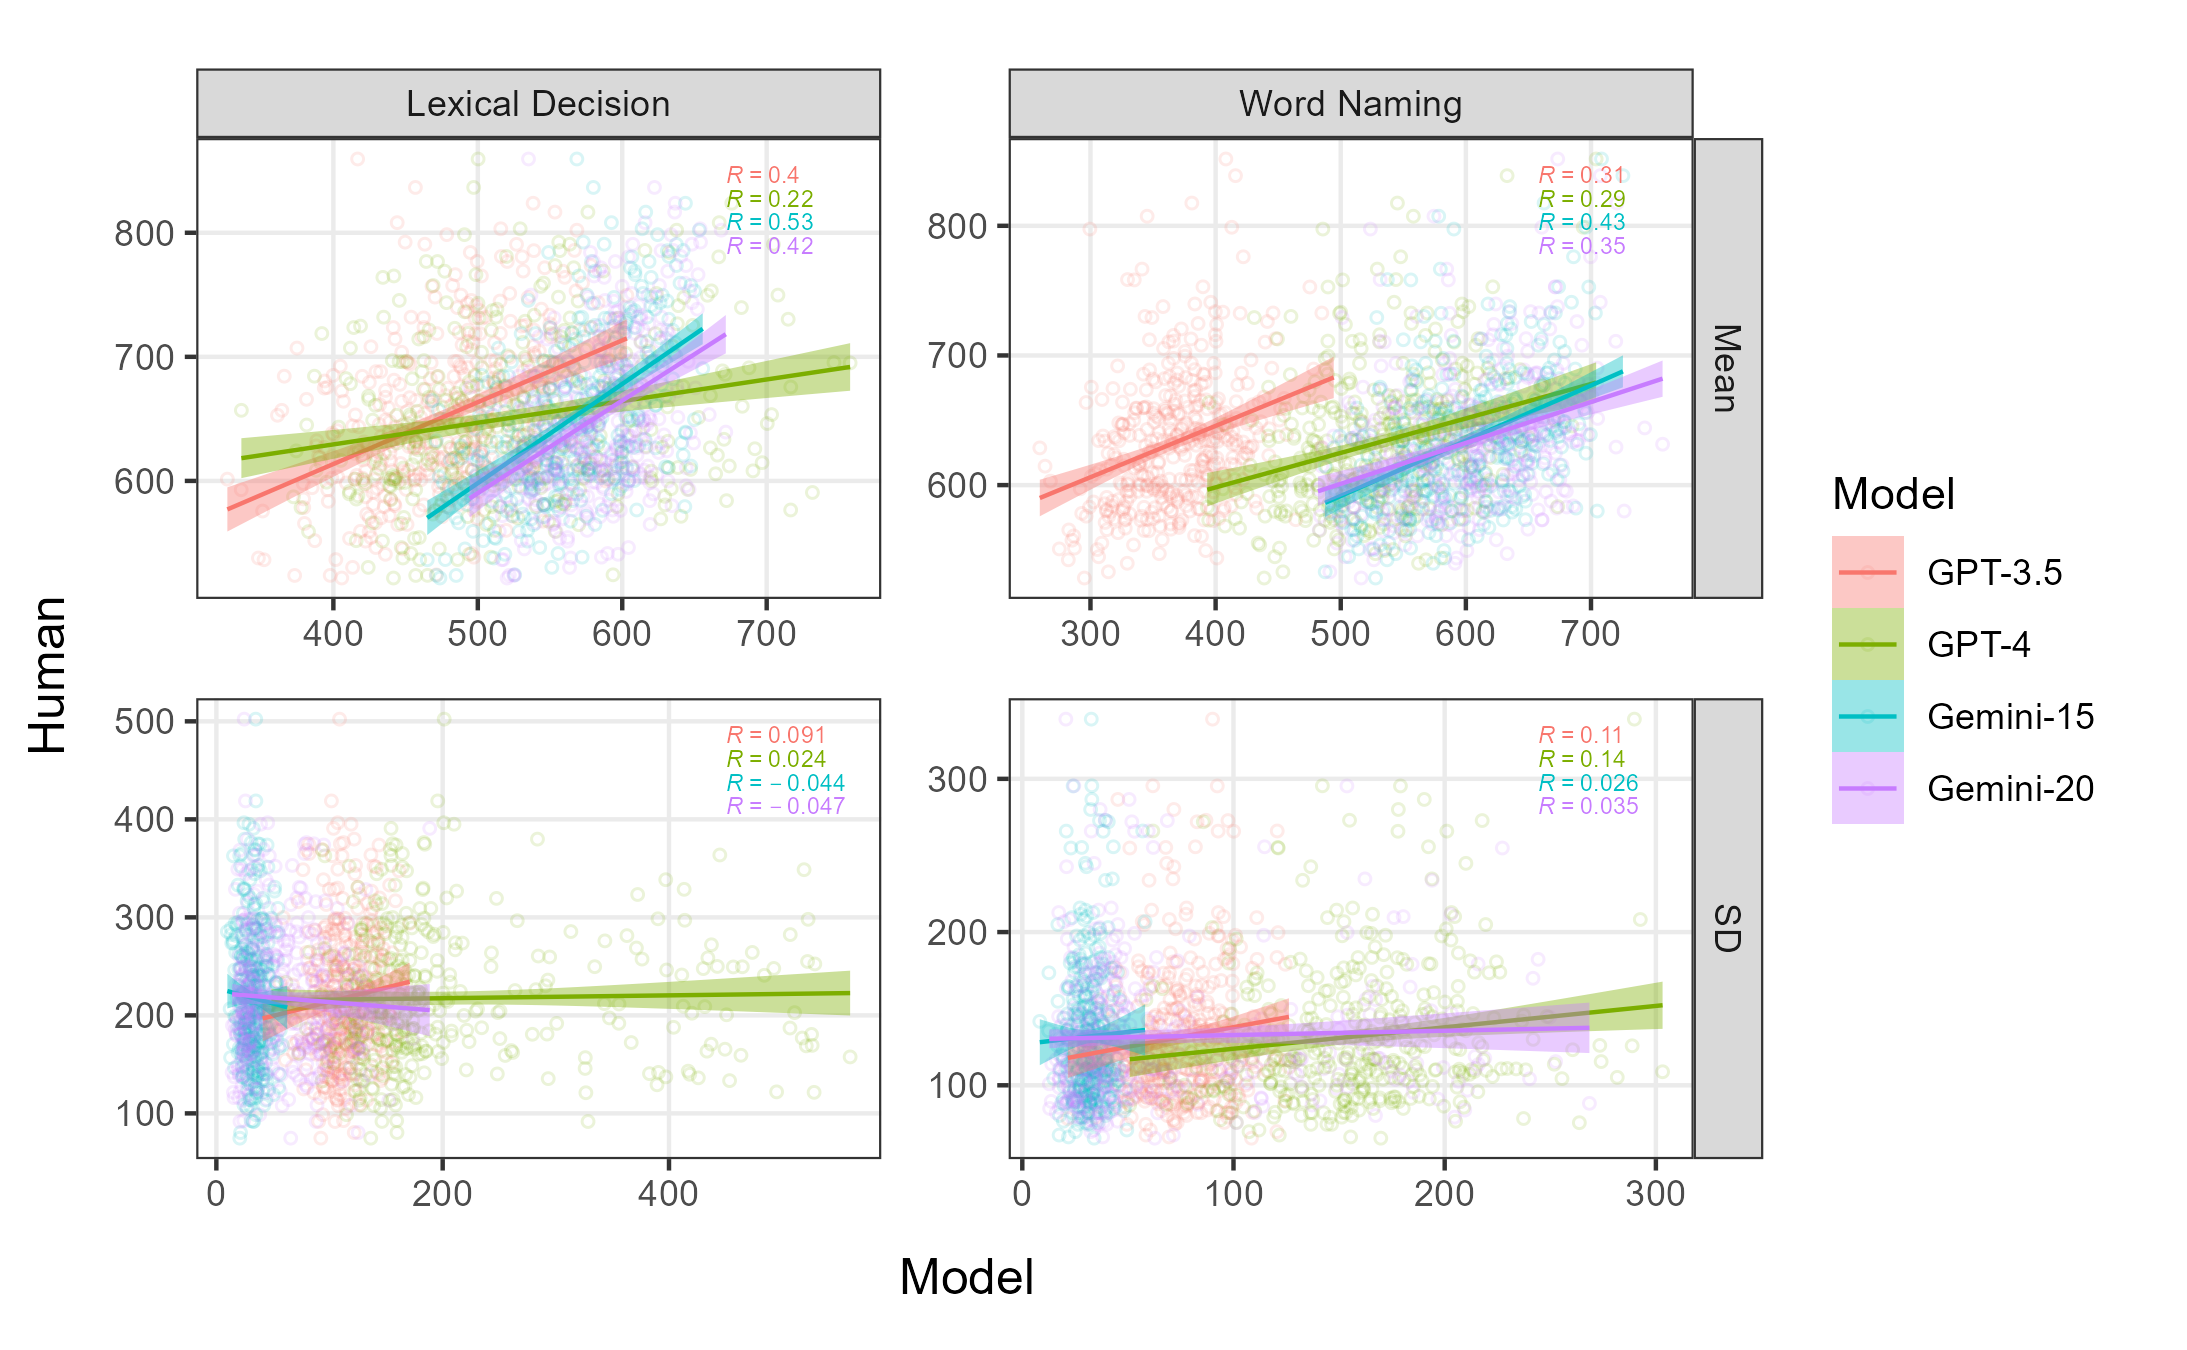 Lexical Decision
Word Naming
R = 0.4
R = 0.22
R = 0.53
R = 0.42
R = 0.31
R = 0.29
R = 0.43
R = 0.35
800
700
600
800
700
600
Mean
400 500 600 700
300 400 500 600 700
R = 0.091
R = 0.024
R = − 0.044
R = − 0.047
R = 0.11
R = 0.14
R = 0.026
R = 0.035
500
400
300
200
100
300
200
100
SD
0 200 400
0 100 200 300
Human
Model
Model
GPT-3.5
GPT-4
Gemini-15
Gemini-20